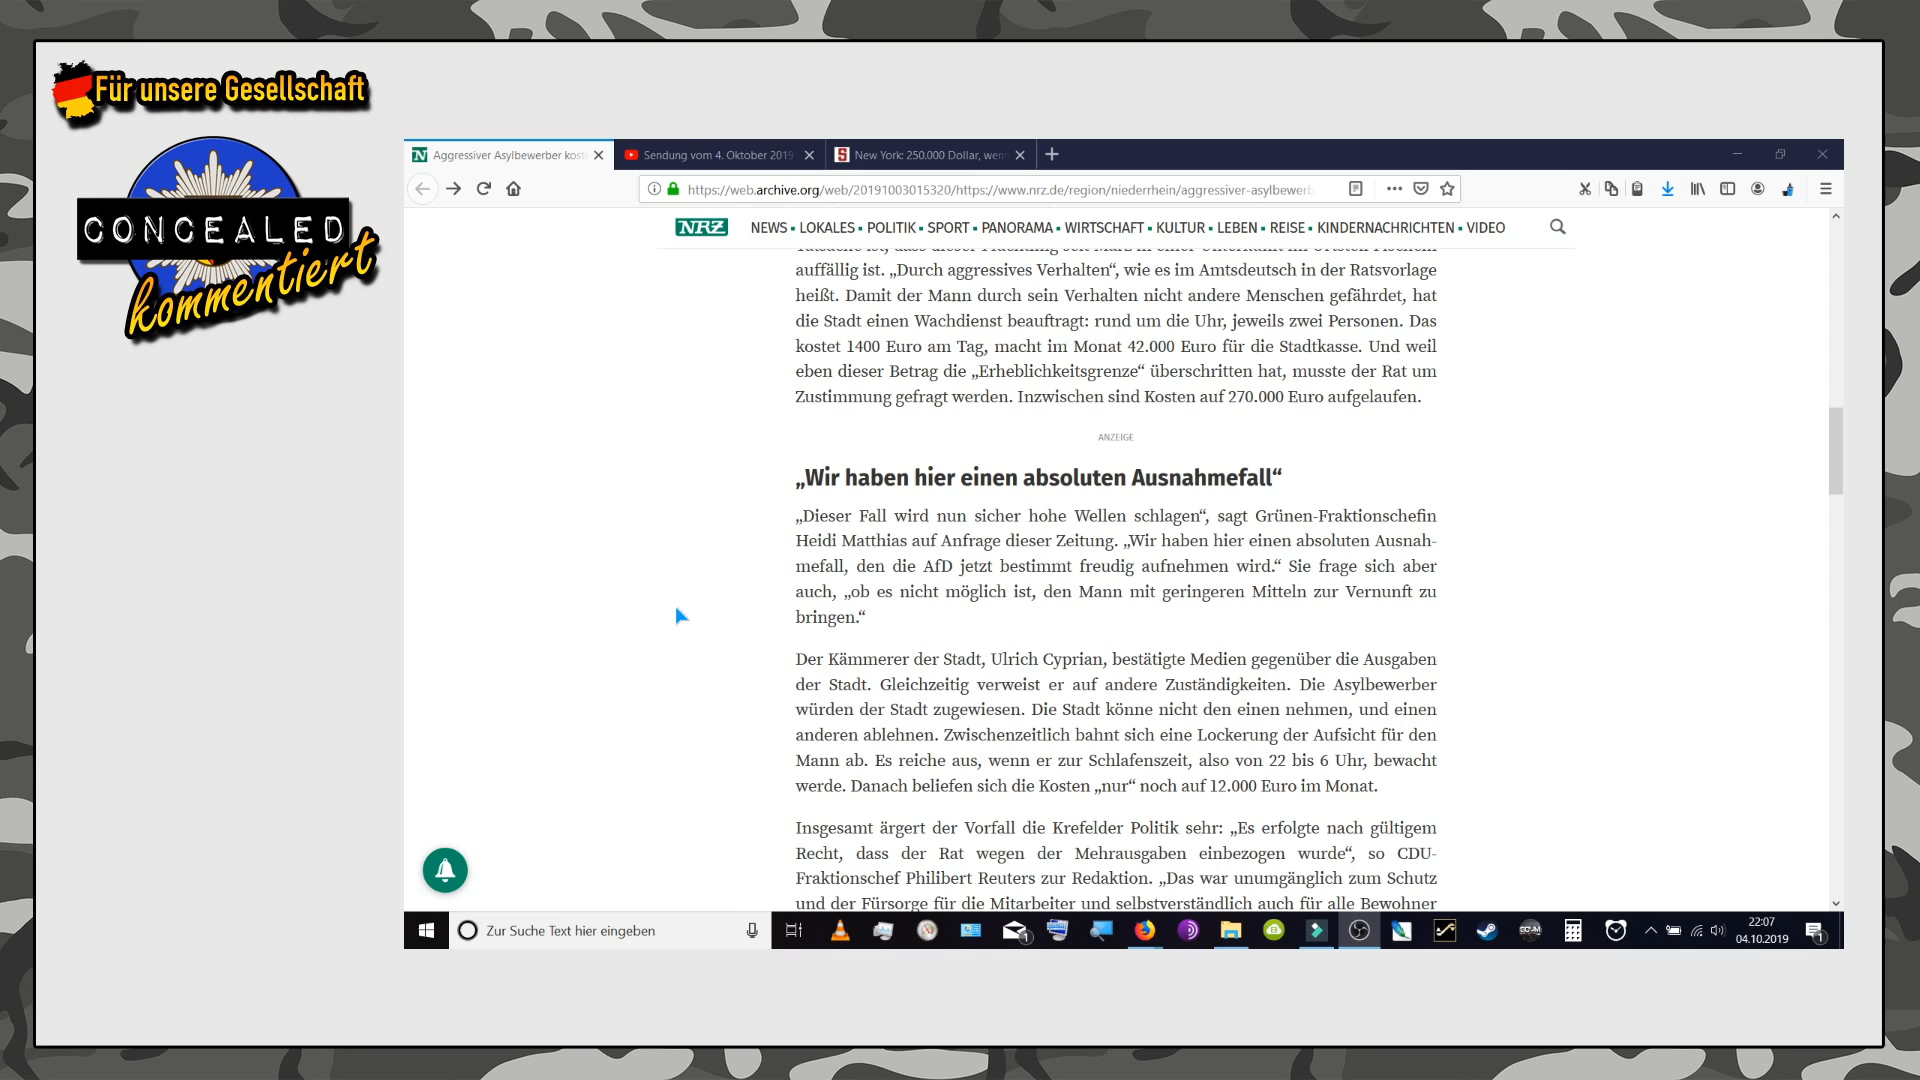 Für unsere Gesellschaft
CONCEALED
kommentiert
Aggressiver Asylbewerber kost
Sendung vom 4. Oktober 2019
New York: 250.000 Dollar, wenn
https://web.archive.org/web/20191003015320/https://www.nrz.de/region/niederrhein/aggressiver-asylbewerb
NRZ NEWS LOKALES POLITIK SPORT PANORAMA WIRTSCHAFT KULTUR LEBEN REISE KINDERNACHRICHTEN VIDEO
auffällig ist. „Durch aggressives Verhalten“, wie es im Amtsdeutsch in der Ratsvorlage
heißt. Damit der Mann durch sein Verhalten nicht andere Menschen gefährdet, hat
die Stadt einen Wachdienst beauftragt: rund um die Uhr, jeweils zwei Personen. Das
kostet 1400 Euro am Tag, macht im Monat 42.000 Euro für die Stadtkasse. Und weil
eben dieser Betrag die „Erheblichkeitsgrenze“ überschritten hat, musste der Rat um
Zustimmung gefragt werden. Inzwischen sind Kosten auf 270.000 Euro aufgelaufen.
ANZEIGE
„Wir haben hier einen absoluten Ausnahmefall“
„Dieser Fall wird nun sicher hohe Wellen schlagen“, sagt Grünen-Fraktionschefin
Heidi Matthias auf Anfrage dieser Zeitung. „Wir haben hier einen absoluten Ausnah-
mefall, den die AfD jetzt bestimmt freudig aufnehmen wird.“ Sie frage sich aber
auch, „ob es nicht möglich ist, den Mann mit geringeren Mitteln zur Vernunft zu
bringen.“
Der Kämmerer der Stadt, Ulrich Cyprian, bestätigte Medien gegenüber die Ausgaben
der Stadt. Gleichzeitig verweist er auf andere Zuständigkeiten. Die Asylbewerber
würden der Stadt zugewiesen. Die Stadt könne nicht den einen nehmen, und einen
anderen ablehnen. Zwischenzeitlich bahnt sich eine Lockerung der Aufsicht für den
Mann ab. Es reiche aus, wenn er zur Schlafenszeit, also von 22 bis 6 Uhr, bewacht
werde. Danach beliefen sich die Kosten „nur“ noch auf 12.000 Euro im Monat.
Insgesamt ärgert der Vorfall die Krefelder Politik sehr: „Es erfolgte nach gültigem
Recht, dass der Rat wegen der Mehrausgaben einbezogen wurde“, so CDU-
Fraktionschef Philibert Reuters zur Redaktion. „Das war unumgänglich zum Schutz
und der Fürsorge für die Mitarbeiter und selbstverständlich auch für alle Bewohner
Zur Suche Text hier eingeben
22:07
04.10.2019